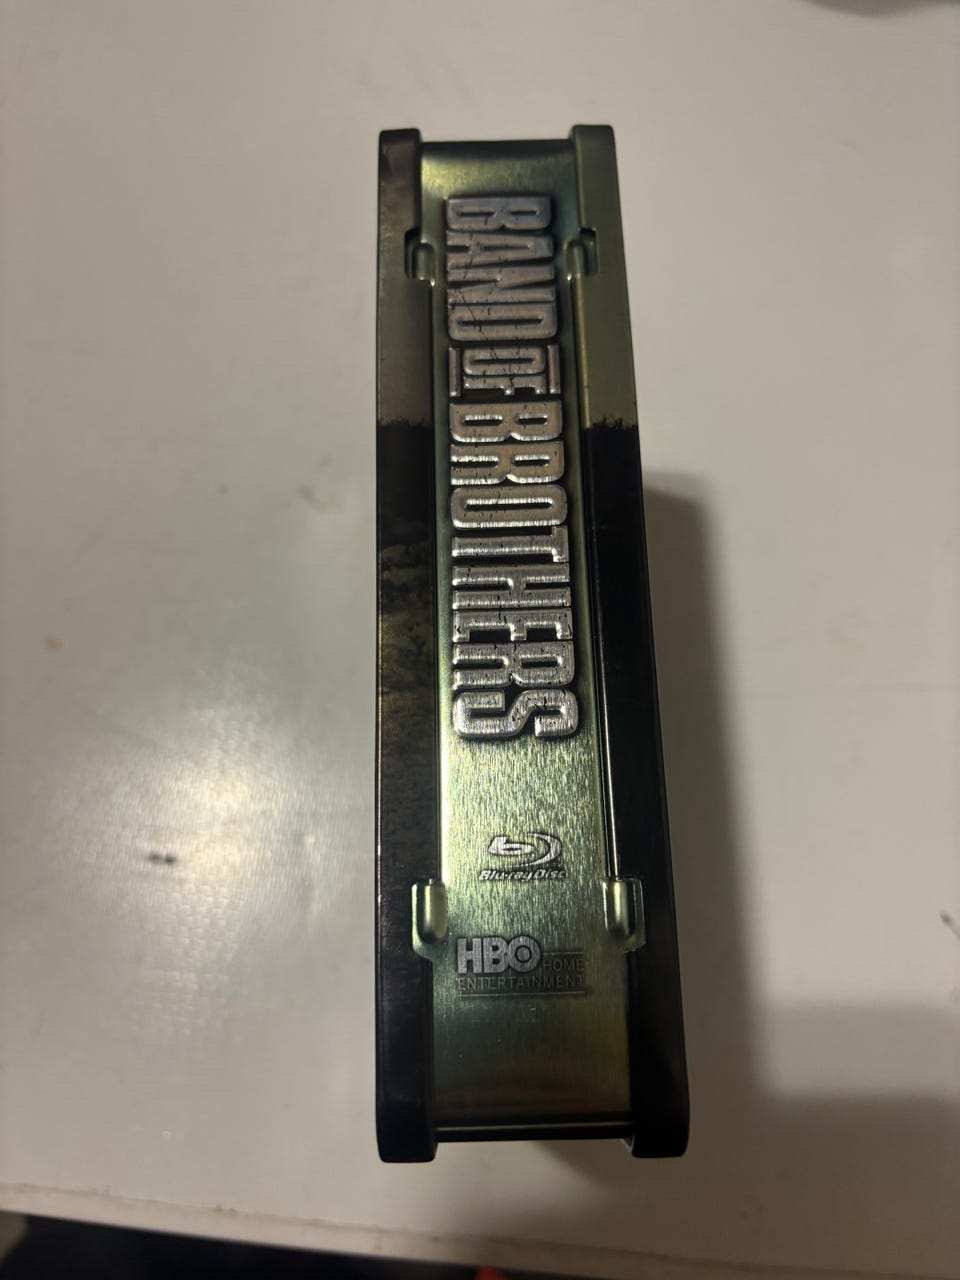 BAND OF BROTHERS
Blu-ray Disc
HBO HOME
ENTERTAINMENT